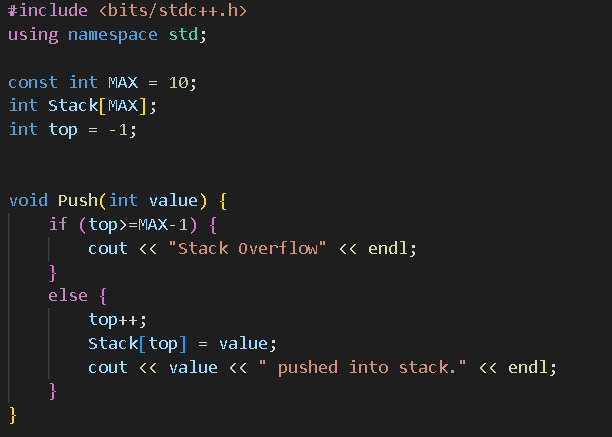 #include <bits/stdc++.h>
using namespace std;

const int MAX = 10;
int Stack[MAX];
int top = -1;


void Push(int value) {
    if (top>=MAX-1) {
        cout << "Stack Overflow" << endl;
    }
    else {
        top++;
        Stack[top] = value;
        cout << value << " pushed into stack." << endl;
    }
}